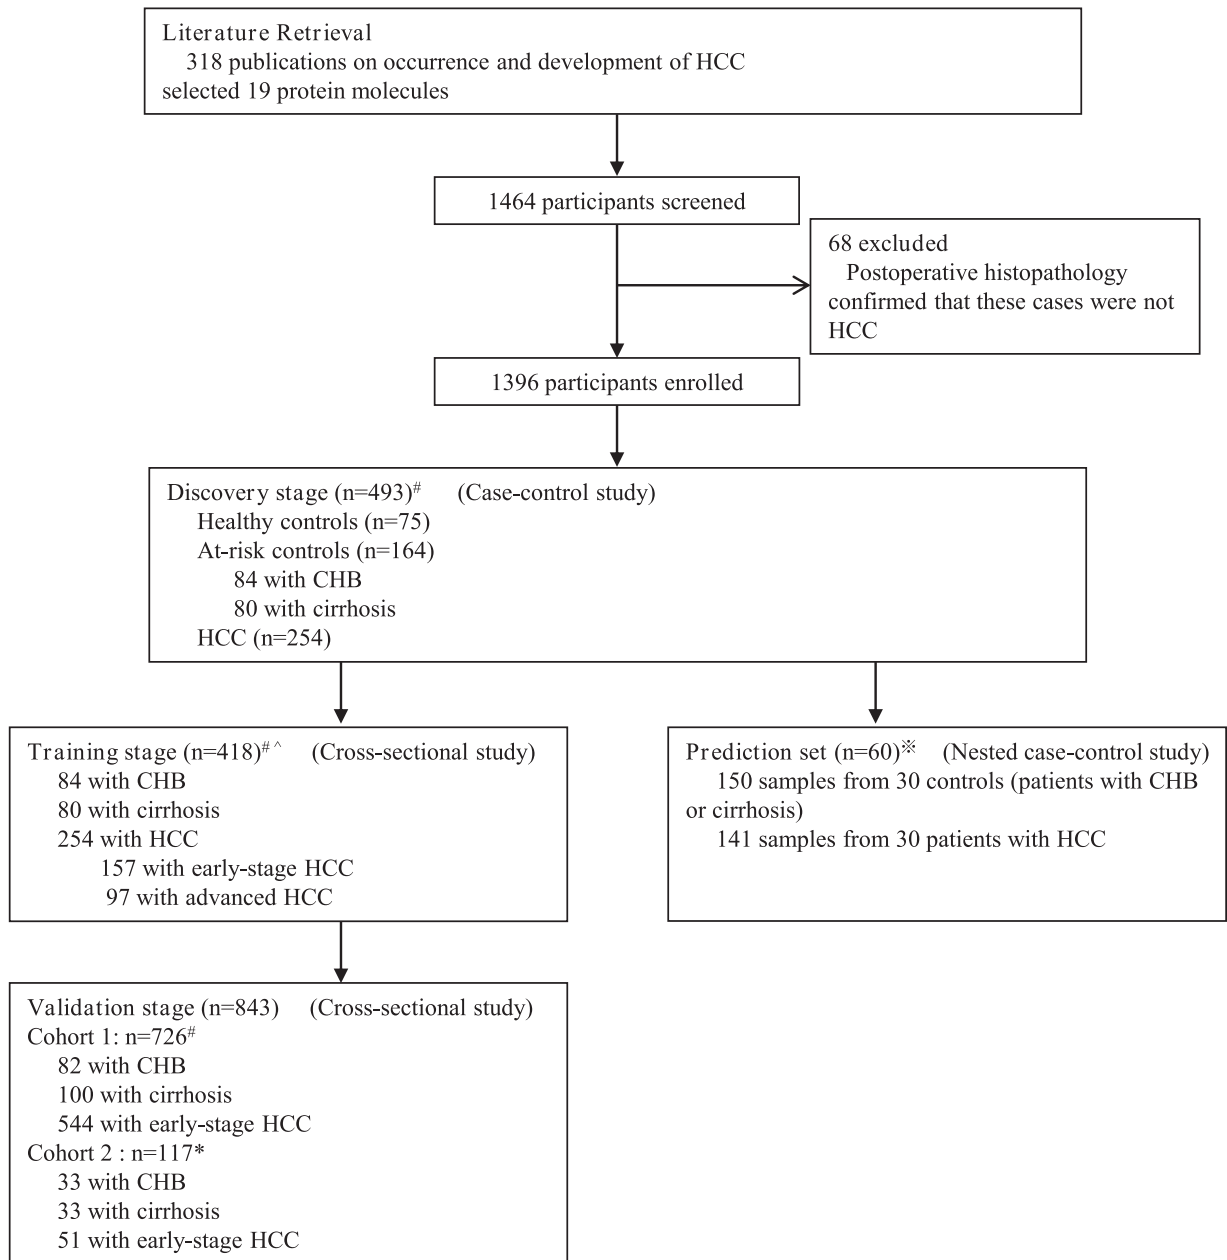 Literature Retrieval
318 publications on occurrence and development of HCC
selected 19 protein molecules
1464 participants screened
68 excluded
Postoperative histopathology
confirmed that these cases were not
HCC
1396 participants enrolled
Discovery stage (n=493)# (Case-control study)
Healthy controls (n=75)
At-risk controls (n=164)
84 with CHB
80 with cirrhosis
HCC (n=254)
Training stage (n=418)#^ (Cross-sectional study)
84 with CHB
80 with cirrhosis
254 with HCC
157 with early-stage HCC
97 with advanced HCC
Prediction set (n=60)※ (Nested case-control study)
150 samples from 30 controls (patients with CHB
or cirrhosis)
141 samples from 30 patients with HCC
Validation stage (n=843) (Cross-sectional study)
Cohort 1: n=726#
82 with CHB
100 with cirrhosis
544 with early-stage HCC
Cohort 2 : n=117*
33 with CHB
33 with cirrhosis
51 with early-stage HCC